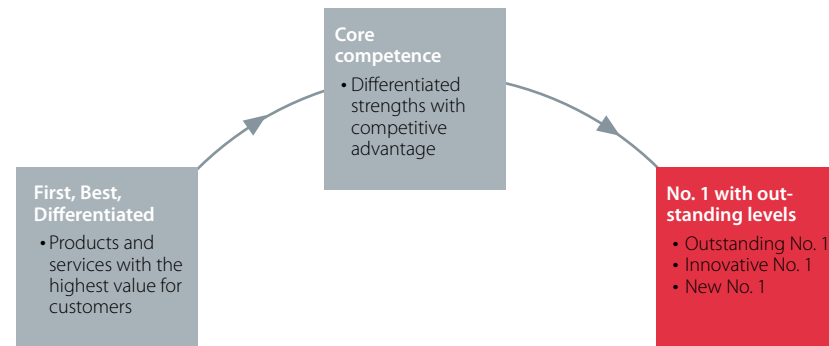 Core
competence
• Differentiated
strengths with
competitive
advantage
First, Best,
Differentiated
• Products and
services with the
highest value for
customers
No. 1 with out-
standing levels
• Outstanding No. 1
• Innovative No. 1
• New No. 1